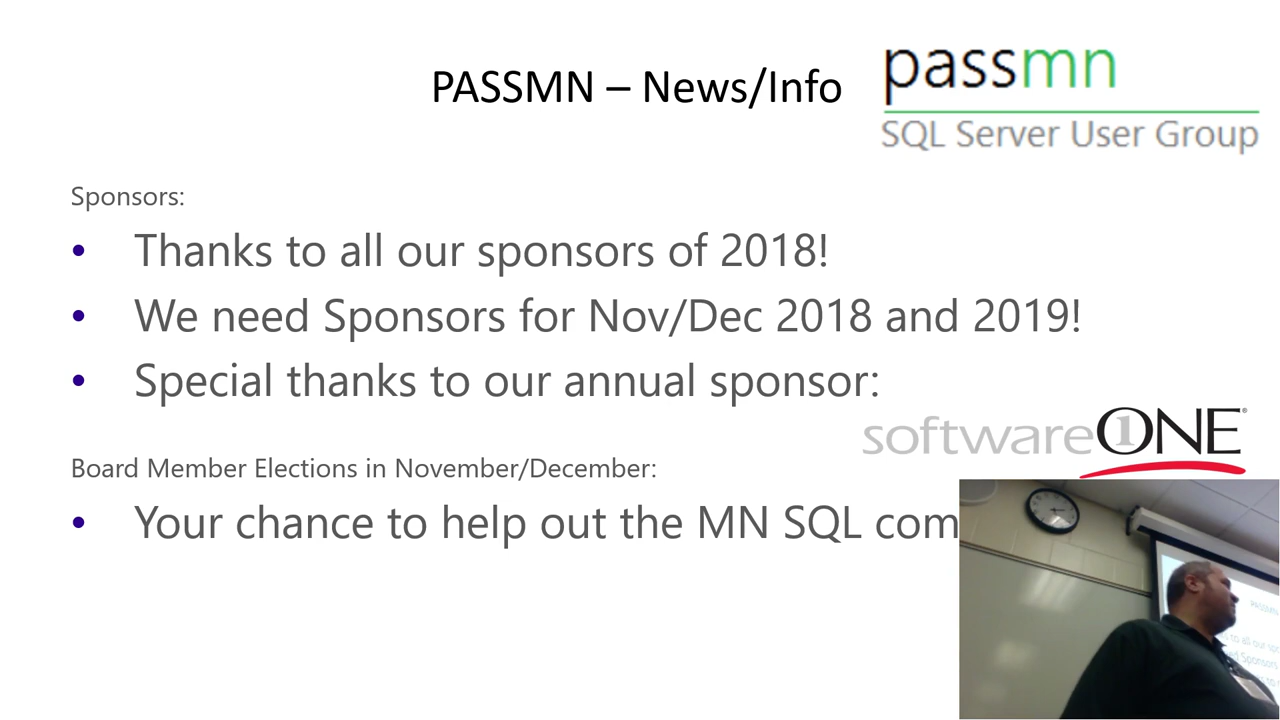 PASSMN – News/Info
passmn
SQL Server User Group
Sponsors:
• Thanks to all our sponsors of 2018!
• We need Sponsors for Nov/Dec 2018 and 2019!
• Special thanks to our annual sponsor:
softwareONE®
Board Member Elections in November/December:
• Your chance to help out the MN SQL com